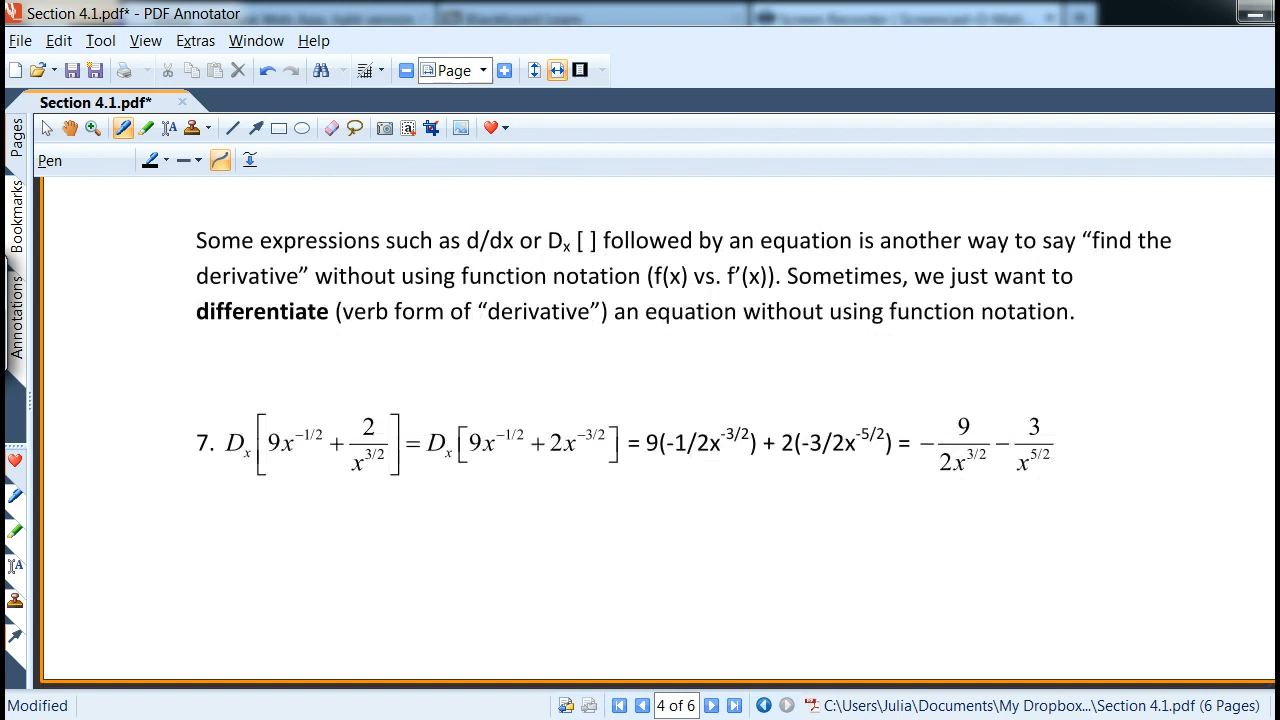 Section 4.1.pdf* - PDF Annotator
File Edit Tool View Extras Window Help
Page
Section 4.1.pdf*
Pen
Pages
Bookmarks
Annotations
Some expressions such as d/dx or Dₓ [ ] followed by an equation is another way to say “find the
derivative” without using function notation (f(x) vs. f’(x)). Sometimes, we just want to
differentiate (verb form of “derivative”) an equation without using function notation.
7. Dₓ[9x^{-1/2} + 2/x^{3/2}] = Dₓ[9x^{-1/2} + 2x^{-3/2}] = 9(-1/2x^{-3/2}) + 2(-3/2x^{-5/2}) = -9/(2x^{3/2}) - 3/x^{5/2}
Modified
4 of 6
C:\Users\Julia\Documents\My Dropbox...\Section 4.1.pdf (6 Pages)